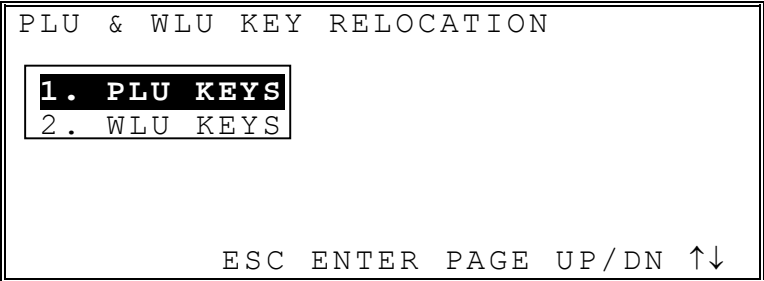 PLU & WLU KEY RELOCATION
1. PLU KEYS
2. WLU KEYS
ESC ENTER PAGE UP/DN ↑↓